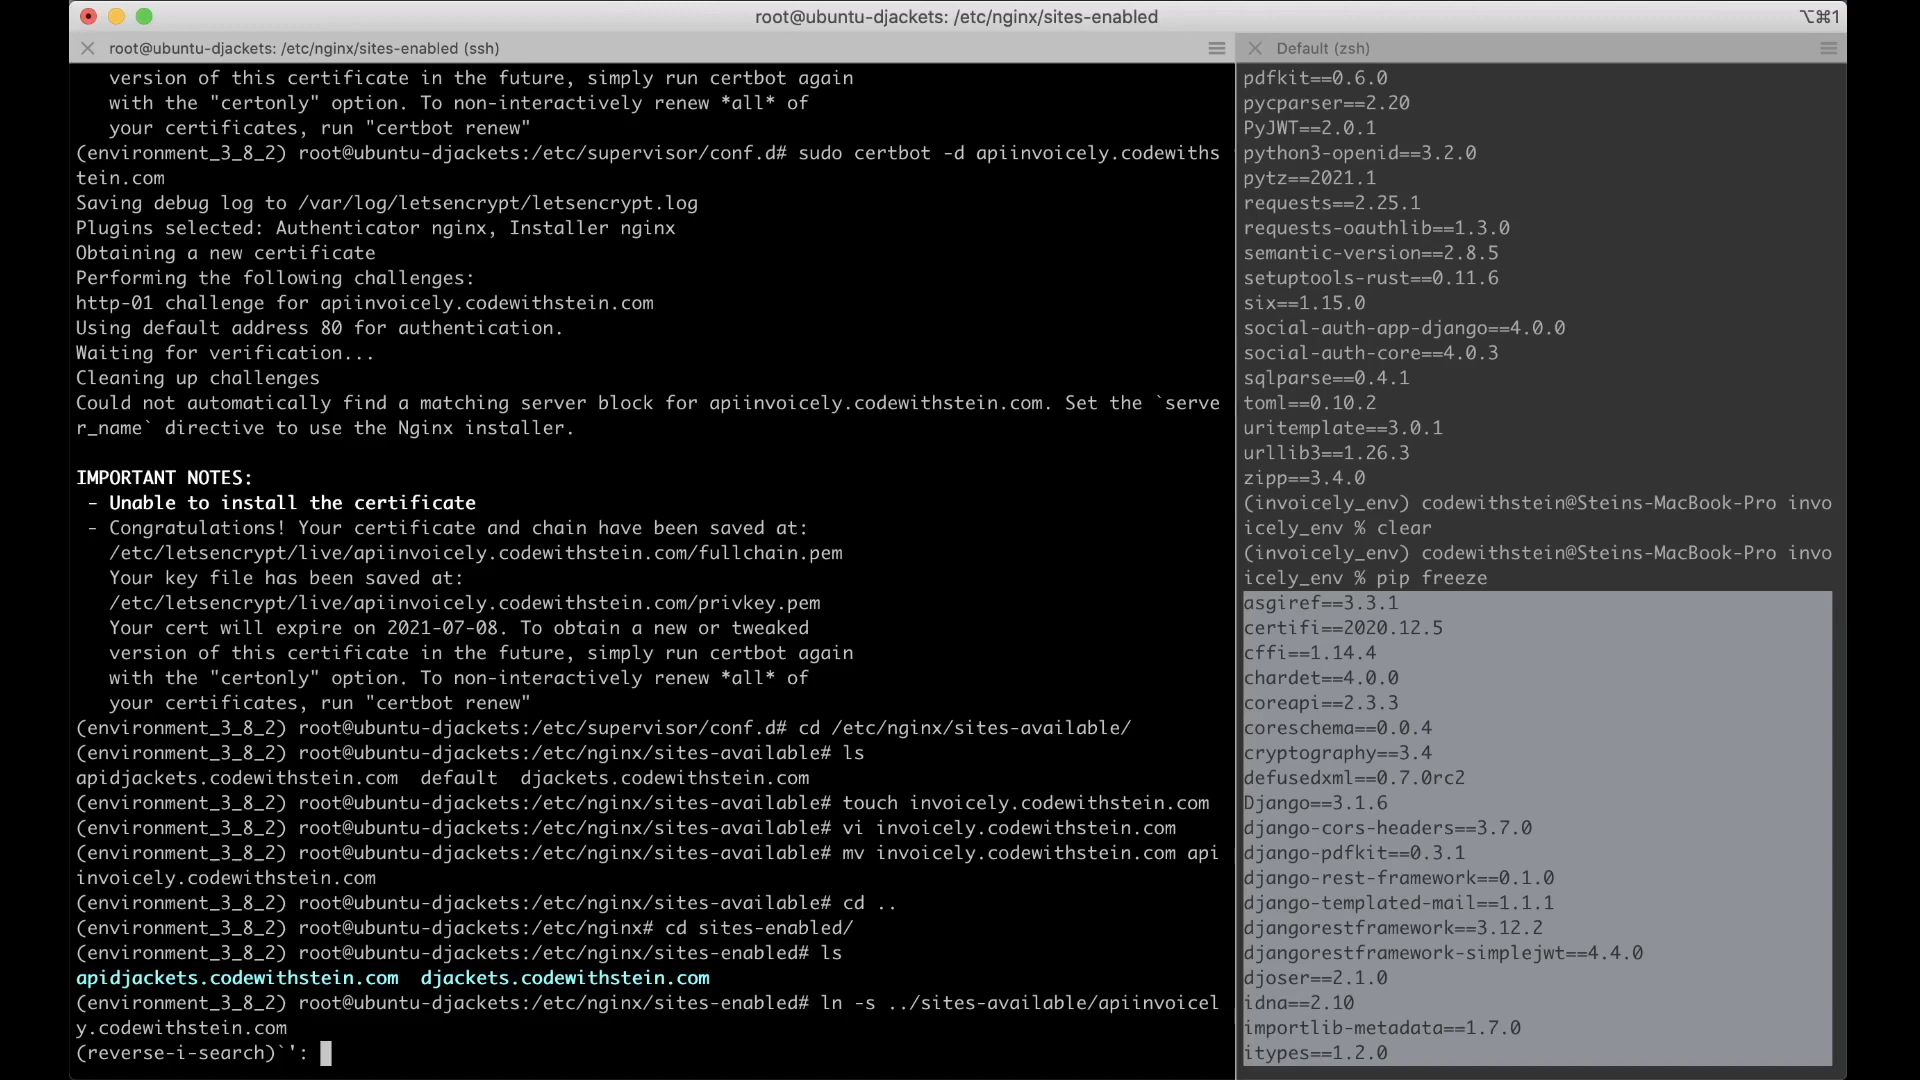 root@ubuntu-djackets: /etc/nginx/sites-enabled
⌥⌘1
root@ubuntu-djackets: /etc/nginx/sites-enabled (ssh)
version of this certificate in the future, simply run certbot again
with the "certonly" option. To non-interactively renew *all* of
your certificates, run "certbot renew"
(environment_3_8_2) root@ubuntu-djackets:/etc/supervisor/conf.d# sudo certbot -d apiinvoicely.codewiths
tein.com
Saving debug log to /var/log/letsencrypt/letsencrypt.log
Plugins selected: Authenticator nginx, Installer nginx
Obtaining a new certificate
Performing the following challenges:
http-01 challenge for apiinvoicely.codewithstein.com
Using default address 80 for authentication.
Waiting for verification...
Cleaning up challenges
Could not automatically find a matching server block for apiinvoicely.codewithstein.com. Set the `serve
r_name` directive to use the Nginx installer.
IMPORTANT NOTES:
- Unable to install the certificate
- Congratulations! Your certificate and chain have been saved at:
/etc/letsencrypt/live/apiinvoicely.codewithstein.com/fullchain.pem
Your key file has been saved at:
/etc/letsencrypt/live/apiinvoicely.codewithstein.com/privkey.pem
Your cert will expire on 2021-07-08. To obtain a new or tweaked
version of this certificate in the future, simply run certbot again
with the "certonly" option. To non-interactively renew *all* of
your certificates, run "certbot renew"
(environment_3_8_2) root@ubuntu-djackets:/etc/supervisor/conf.d# cd /etc/nginx/sites-available/
(environment_3_8_2) root@ubuntu-djackets:/etc/nginx/sites-available# ls
apidjackets.codewithstein.com  default  djackets.codewithstein.com
(environment_3_8_2) root@ubuntu-djackets:/etc/nginx/sites-available# touch invoicely.codewithstein.com
(environment_3_8_2) root@ubuntu-djackets:/etc/nginx/sites-available# vi invoicely.codewithstein.com
(environment_3_8_2) root@ubuntu-djackets:/etc/nginx/sites-available# mv invoicely.codewithstein.com api
invoicely.codewithstein.com
(environment_3_8_2) root@ubuntu-djackets:/etc/nginx/sites-available# cd ..
(environment_3_8_2) root@ubuntu-djackets:/etc/nginx# cd sites-enabled/
(environment_3_8_2) root@ubuntu-djackets:/etc/nginx/sites-enabled# ls
apidjackets.codewithstein.com  djackets.codewithstein.com
(environment_3_8_2) root@ubuntu-djackets:/etc/nginx/sites-enabled# ln -s ../sites-available/apiinvoicel
y.codewithstein.com
(reverse-i-search)`':
Default (zsh)
pdfkit==0.6.0
pycparser==2.20
PyJWT==2.0.1
python3-openid==3.2.0
pytz==2021.1
requests==2.25.1
requests-oauthlib==1.3.0
semantic-version==2.8.5
setuptools-rust==0.11.6
six==1.15.0
social-auth-app-django==4.0.0
social-auth-core==4.0.3
sqlparse==0.4.1
toml==0.10.2
uritemplate==3.0.1
urllib3==1.26.3
zipp==3.4.0
(invoicely_env) codewithstein@Steins-MacBook-Pro invo
icely_env % clear
(invoicely_env) codewithstein@Steins-MacBook-Pro invo
icely_env % pip freeze
asgiref==3.3.1
certifi==2020.12.5
cffi==1.14.4
chardet==4.0.0
coreapi==2.3.3
coreschema==0.0.4
cryptography==3.4
defusedxml==0.7.0rc2
Django==3.1.6
django-cors-headers==3.7.0
django-pdfkit==0.3.1
django-rest-framework==0.1.0
django-templated-mail==1.1.1
djangorestframework==3.12.2
djangorestframework-simplejwt==4.4.0
djoser==2.1.0
idna==2.10
importlib-metadata==1.7.0
itypes==1.2.0